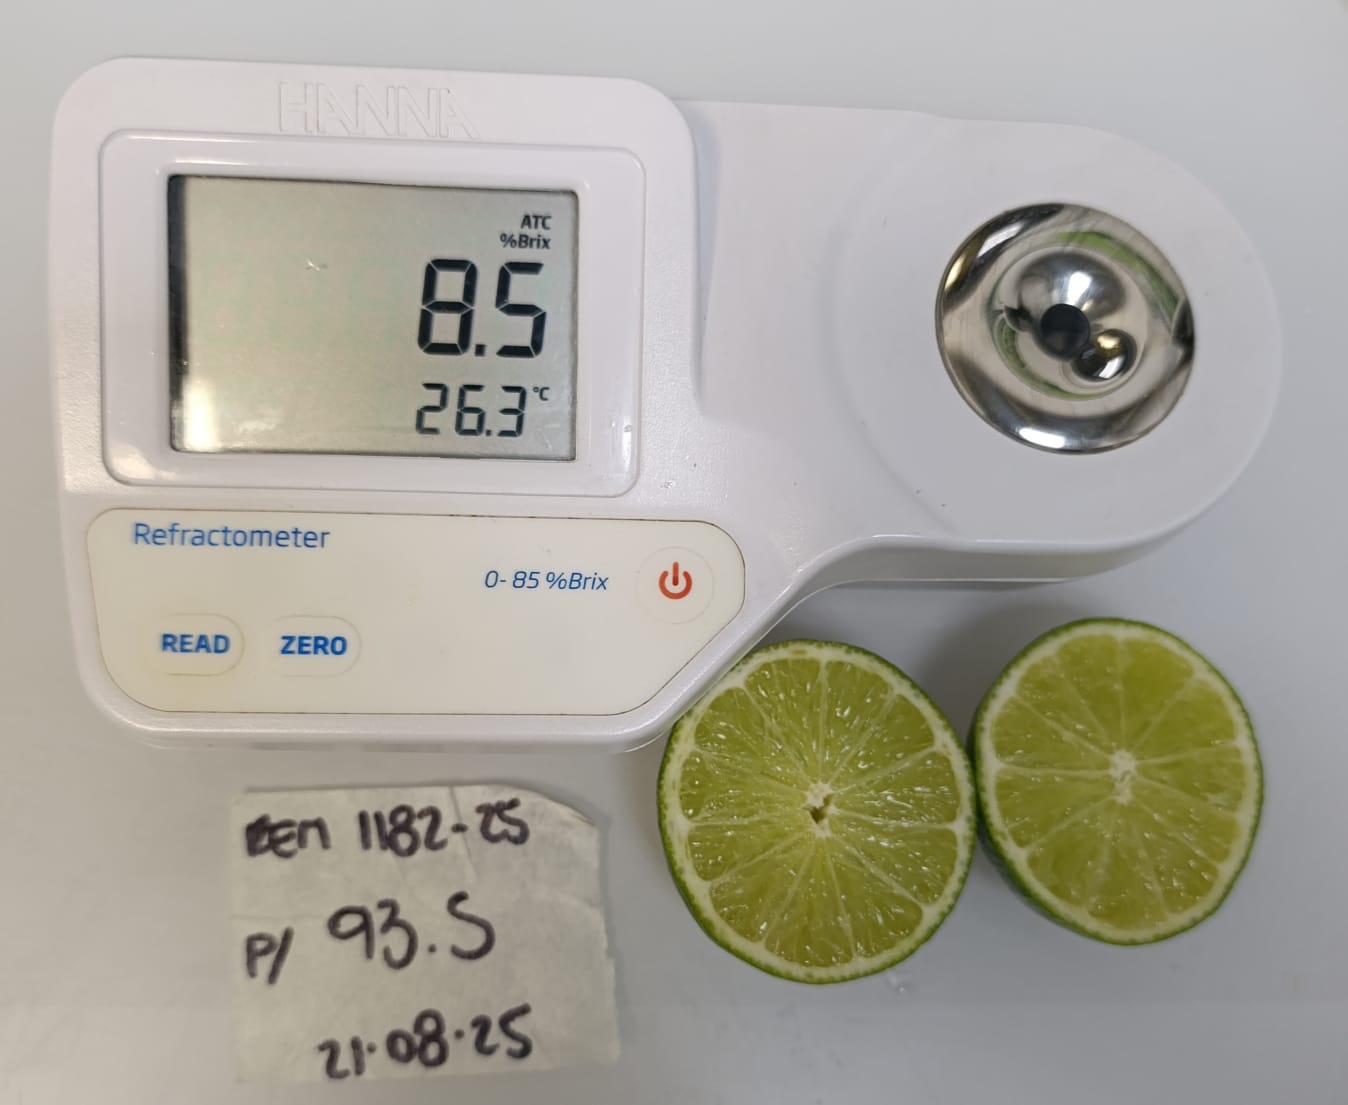 HANNA
ATC
%Brix
8.5
26.3 °C
Refractometer
0-85 %Brix
READ ZERO
REM 1182-25
P/ 93.5
21.08.25